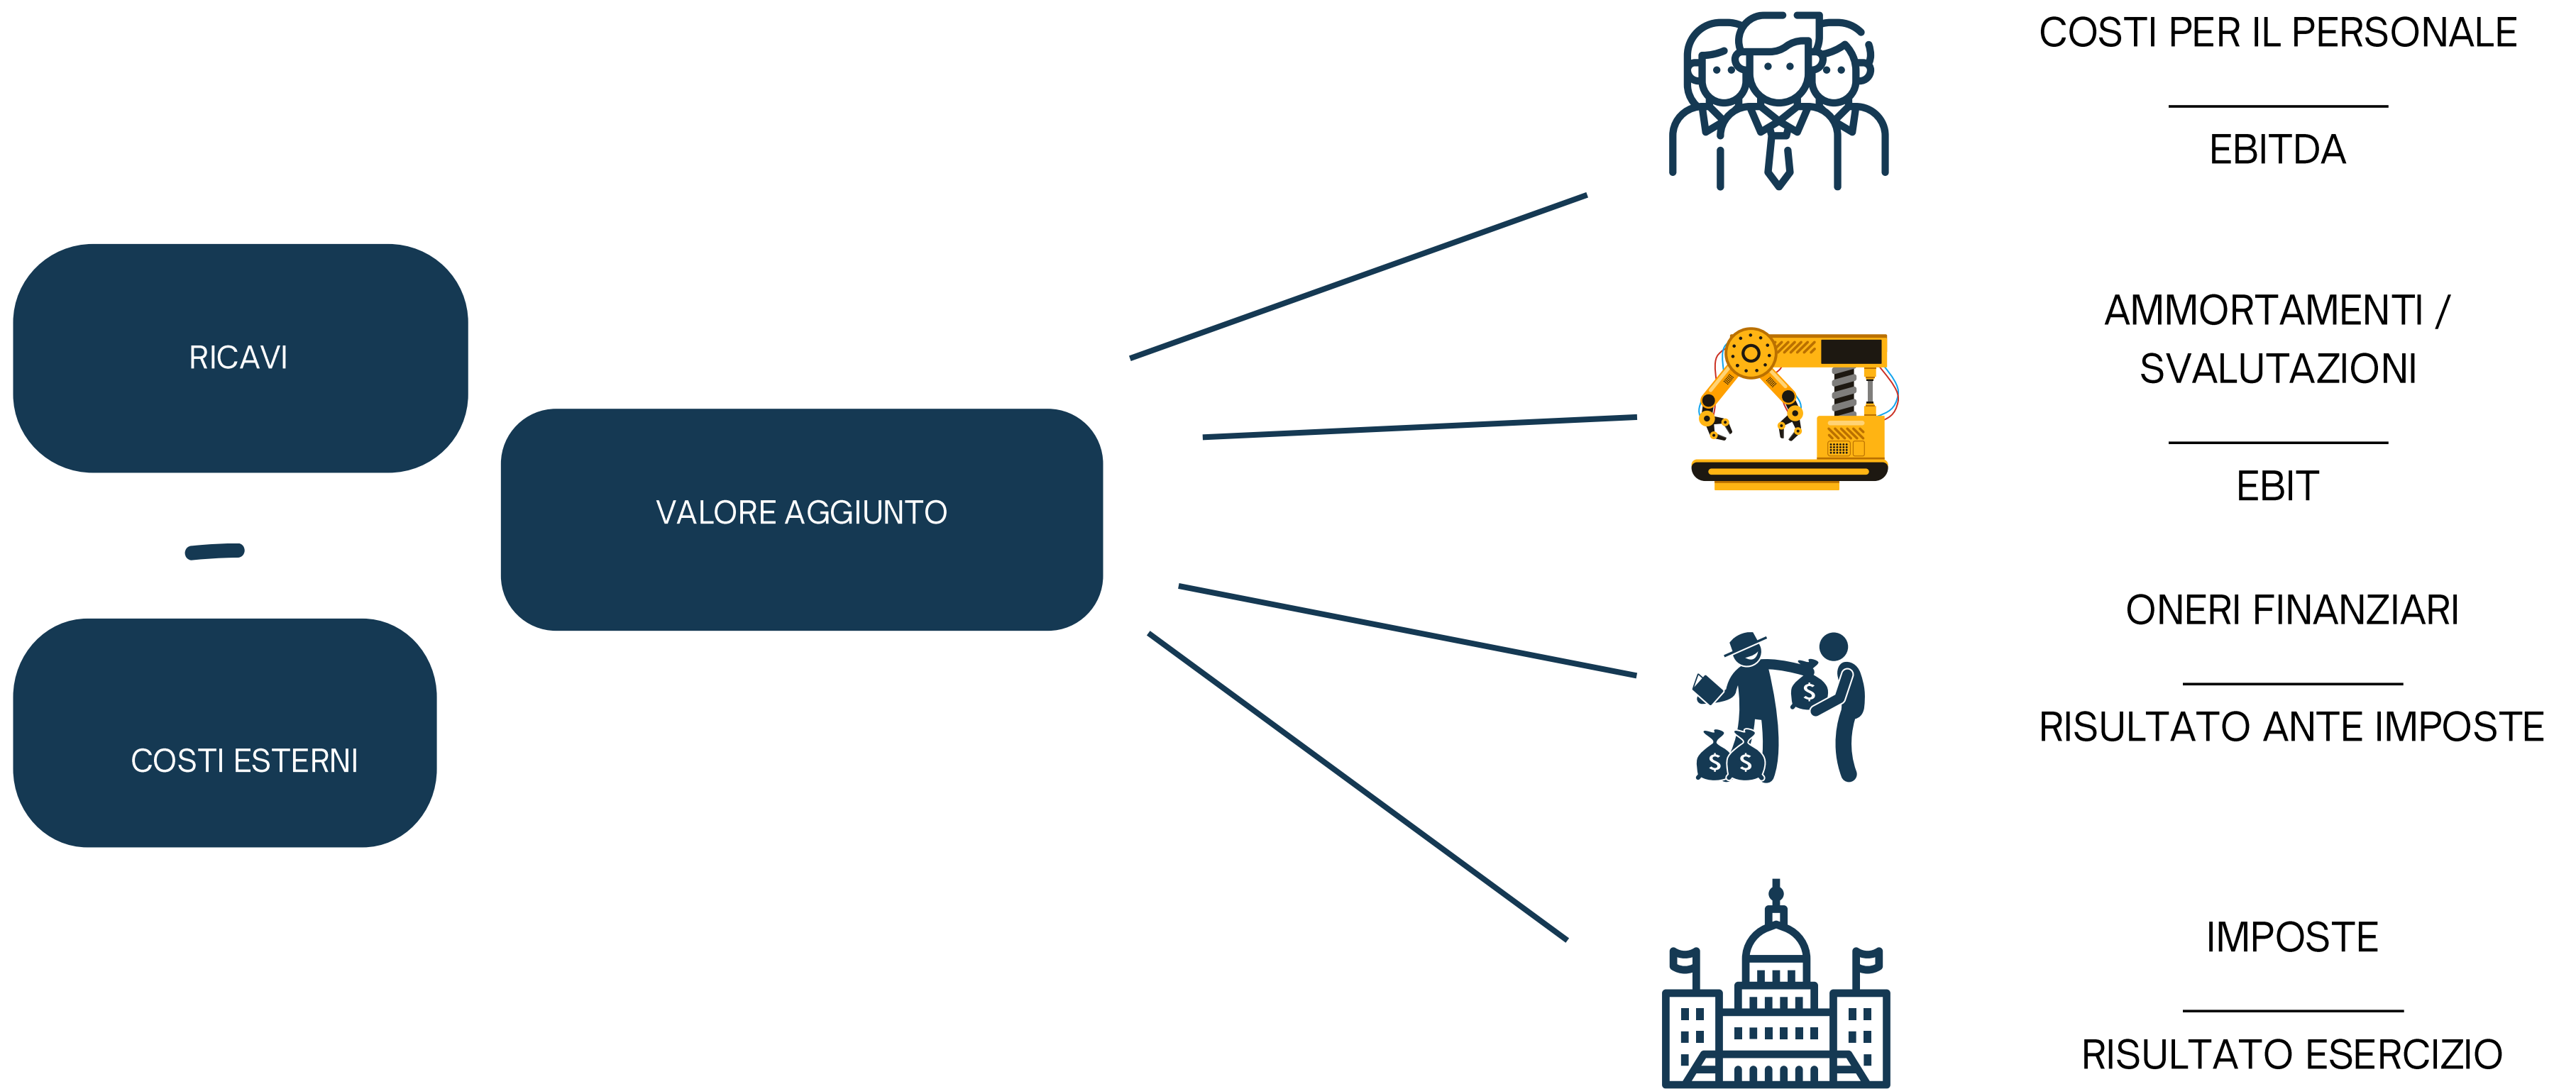 RICAVI
COSTI ESTERNI
VALORE AGGIUNTO
COSTI PER IL PERSONALE
EBITDA
AMMORTAMENTI /
SVALUTAZIONI
EBIT
ONERI FINANZIARI
RISULTATO ANTE IMPOSTE
$
$ $
IMPOSTE
RISULTATO ESERCIZIO